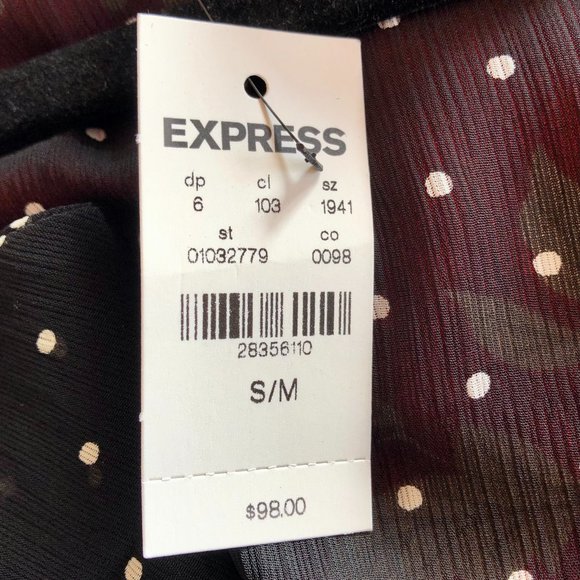 EXPRESS
dp cl sz
6 103 1941
st co
01032779 0098
28356110
S/M
$98.00